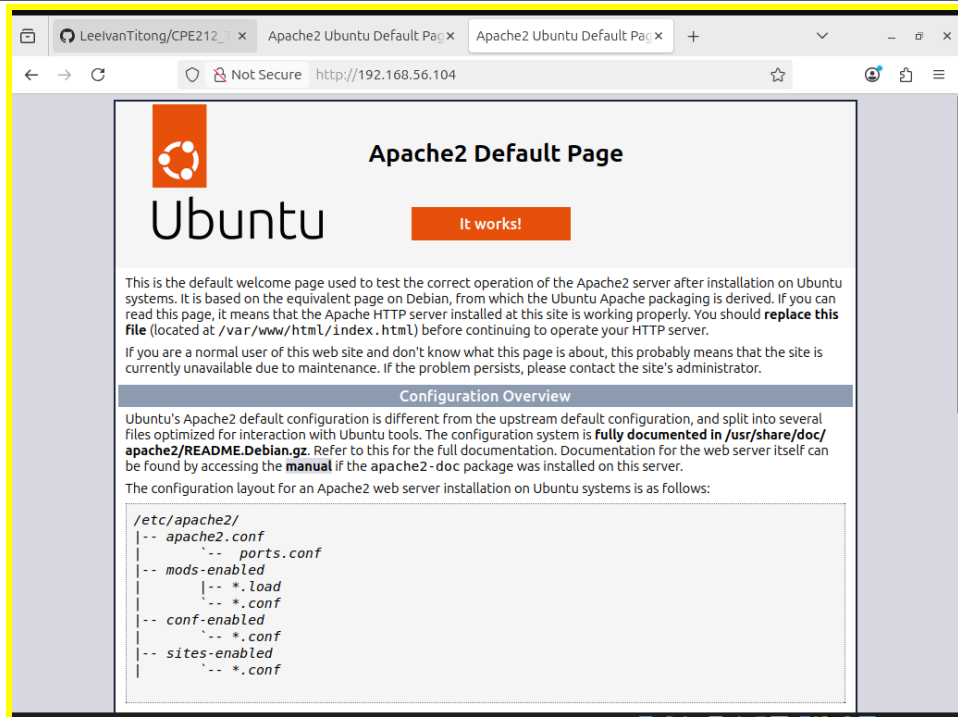 LeeIvanTitong/CPE212_
Apache2 Ubuntu Default Pag
Apache2 Ubuntu Default Pag
Not Secure http://192.168.56.104
Ubuntu
Apache2 Default Page
It works!
This is the default welcome page used to test the correct operation of the Apache2 server after installation on Ubuntu
systems. It is based on the equivalent page on Debian, from which the Ubuntu Apache packaging is derived. If you can
read this page, it means that the Apache HTTP server installed at this site is working properly. You should replace this
file (located at /var/www/html/index.html) before continuing to operate your HTTP server.
If you are a normal user of this web site and don't know what this page is about, this probably means that the site is
currently unavailable due to maintenance. If the problem persists, please contact the site's administrator.
Configuration Overview
Ubuntu's Apache2 default configuration is different from the upstream default configuration, and split into several
files optimized for interaction with Ubuntu tools. The configuration system is fully documented in /usr/share/doc/
apache2/README.Debian.gz. Refer to this for the full documentation. Documentation for the web server itself can
be found by accessing the manual if the apache2-doc package was installed on this server.
The configuration layout for an Apache2 web server installation on Ubuntu systems is as follows:
/etc/apache2/
|-- apache2.conf
|       `--  ports.conf
|-- mods-enabled
|       |-- *.load
|       `-- *.conf
|-- conf-enabled
|       `-- *.conf
|-- sites-enabled
|       `-- *.conf